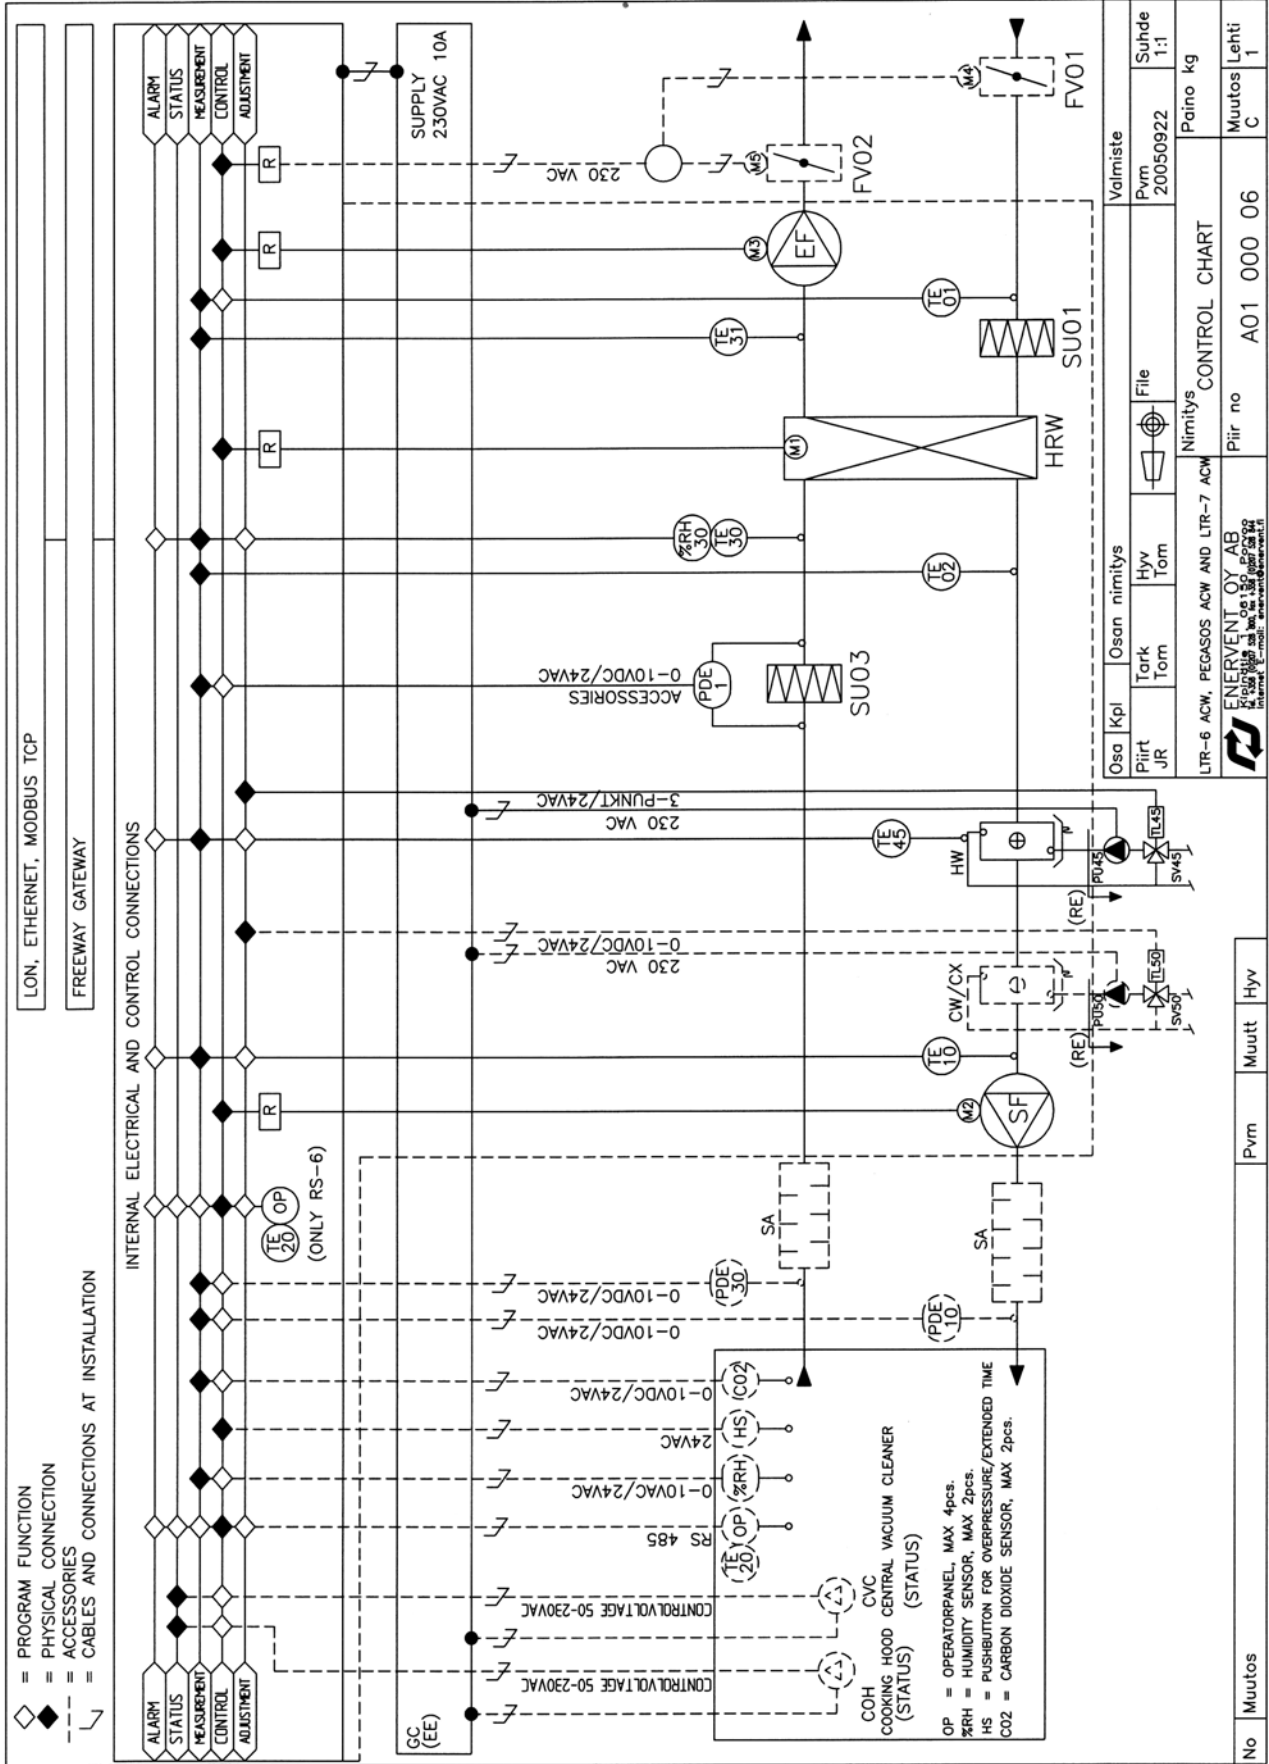 ◇ = PROGRAM FUNCTION
◆ = PHYSICAL CONNECTION
--- = ACCESSORIES
= CABLES AND CONNECTIONS AT INSTALLATION
LON, ETHERNET, MODBUS TCP
FREEWAY GATEWAY
INTERNAL ELECTRICAL AND CONTROL CONNECTIONS
ALARM
STATUS
MEASUREMENT
CONTROL
ADJUSTMENT
ALARM
STATUS
MEASUREMENT
CONTROL
ADJUSTMENT
TE 20
OP
(ONLY RS-6)
R
R
R
R
GC
(EE)
SUPPLY
230VAC 10A
CONTROLVOLTAGE 50-230VAC
CONTROLVOLTAGE 50-230VAC
RS 485
0-10VAC/24VAC
24VAC
0-10VDC/24VAC
0-10VDC/24VAC
0-10VDC/24VAC
230 VAC
0-10VDC/24VAC
230 VAC
3-PUNKT/24VAC
ACCESSORIES
0-10VDC/24VAC
230 VAC
TE 20
OP
%RH
HS
CO2
PDE 10
PDE 30
SA
SA
COH
COOKING HOOD
(STATUS)
CVC
CENTRAL VACUUM CLEANER
(STATUS)
OP = OPERATORPANEL, MAX 4pcs.
%RH = HUMIDITY SENSOR, MAX 2pcs.
HS = PUSHBUTTON FOR OVERPRESSURE/EXTENDED TIME
CO2 = CARBON DIOXIDE SENSOR, MAX 2pcs.
M2
SF
TE 10
CW/CX
(RE)
PU50
TL50
SV50
TE 45
HW
(RE)
PU45
TL45
SV45
PDE 1
SU03
TE 02
%RH 30
TE 30
M1
HRW
TE 31
TE 01
SU01
M3
EF
M5
FV02
M4
FV01
Osa
Kpl
Osan nimitys
Valmiste
Piirt
JR
Tark
Tom
Hyv
Tom
File
Pvm
20050922
Suhde
1:1
LTR-6 ACW, PEGASOS ACW AND LTR-7 ACW
Nimitys
CONTROL CHART
Paino kg
ENERVENT OY AB
Piir no
A01 000 06
Muutos
C
Lehti
1
No
Muutos
Pvm
Muutt
Hyv